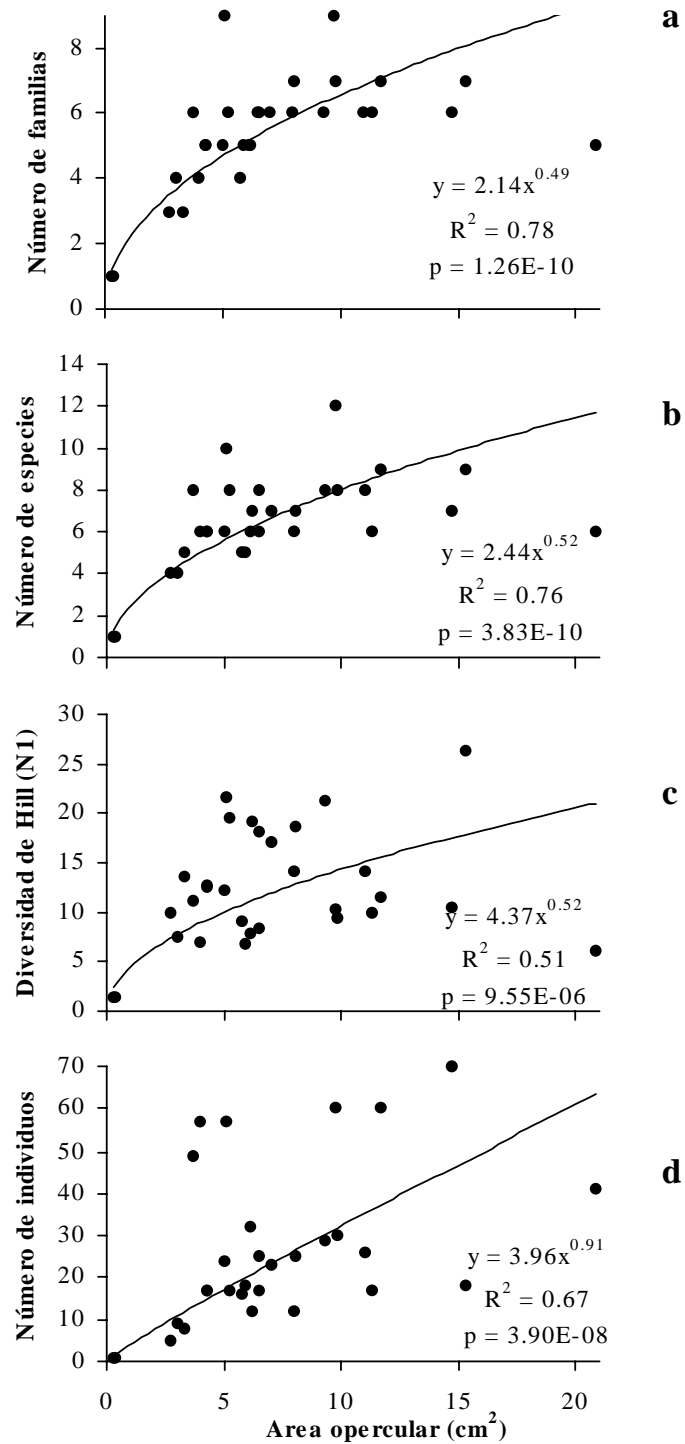 a
Número de familias
8
6
4
2
0
y = 2.14x^0.49
R^2 = 0.78
p = 1.26E-10
b
Número de especies
14
12
10
8
6
4
2
0
y = 2.44x^0.52
R^2 = 0.76
p = 3.83E-10
c
Diversidad de Hill (N1)
30
25
20
15
10
5
0
y = 4.37x^0.52
R^2 = 0.51
p = 9.55E-06
d
Número de individuos
70
60
50
40
30
20
10
0
y = 3.96x^0.91
R^2 = 0.67
p = 3.90E-08
0 5 10 15 20
Area opercular (cm^2)